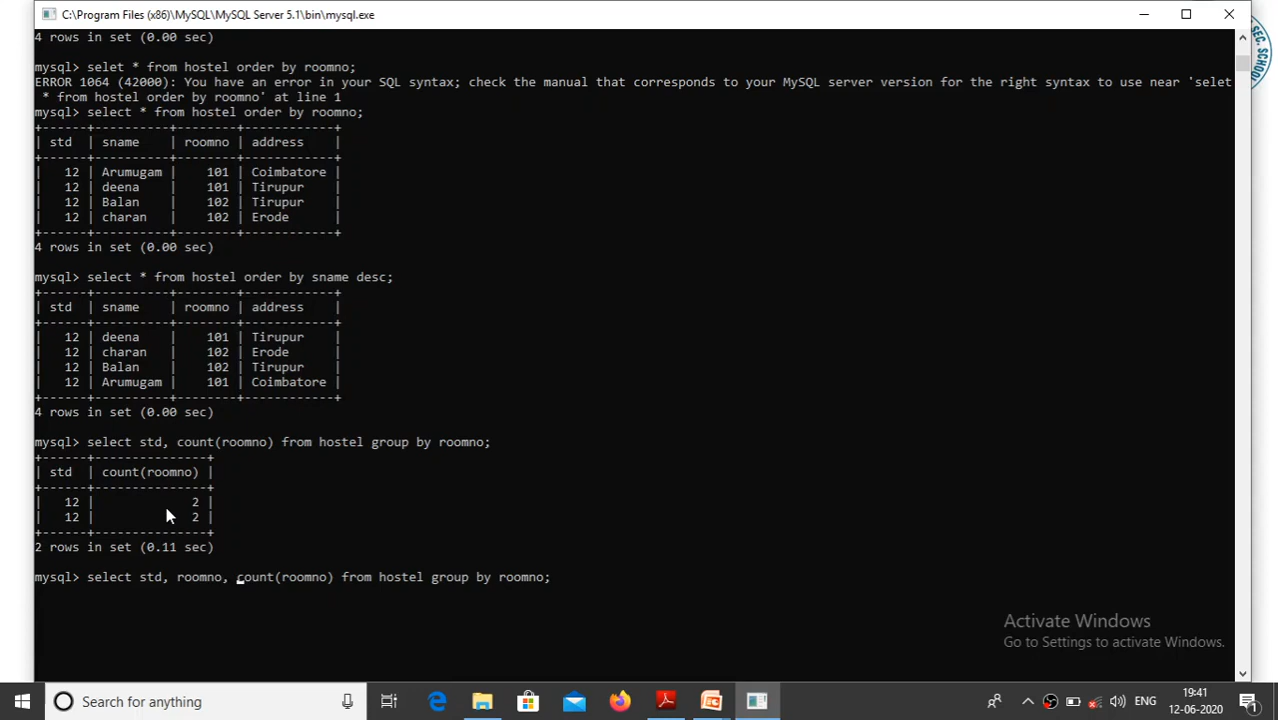 C:\Program Files (x86)\MySQL\MySQL Server 5.1\bin\mysql.exe
4 rows in set (0.00 sec)
mysql> selet * from hostel order by roomno;
ERROR 1064 (42000): You have an error in your SQL syntax; check the manual that corresponds to your MySQL server version for the right syntax to use near 'selet
 * from hostel order by roomno' at line 1
mysql> select * from hostel order by roomno;
+------+----------+--------+------------+
| std  | sname    | roomno | address    |
+------+----------+--------+------------+
|   12 | Arumugam |    101 | Coimbatore |
|   12 | deena    |    101 | Tirupur    |
|   12 | Balan    |    102 | Tirupur    |
|   12 | charan   |    102 | Erode      |
+------+----------+--------+------------+
4 rows in set (0.00 sec)
mysql> select * from hostel order by sname desc;
+------+----------+--------+------------+
| std  | sname    | roomno | address    |
+------+----------+--------+------------+
|   12 | deena    |    101 | Tirupur    |
|   12 | charan   |    102 | Erode      |
|   12 | Balan    |    102 | Tirupur    |
|   12 | Arumugam |    101 | Coimbatore |
+------+----------+--------+------------+
4 rows in set (0.00 sec)
mysql> select std, count(roomno) from hostel group by roomno;
+------+---------------+
| std  | count(roomno) |
+------+---------------+
|   12 |             2 |
|   12 |             2 |
+------+---------------+
2 rows in set (0.11 sec)
mysql> select std, roomno, count(roomno) from hostel group by roomno;
Activate Windows
Go to Settings to activate Windows.
SEC. SCHOOL
Search for anything
ENG
19:41
12-06-2020
1